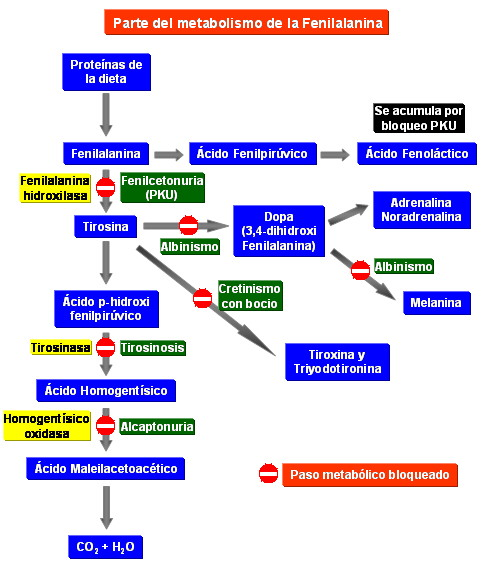 Parte del metabolismo de la Fenilalanina
Proteínas de
la dieta
Se acumula por
bloqueo PKU
Fenilalanina
Ácido Fenilpirúvico
Ácido Fenoláctico
Fenilalanina
hidroxilasa
Fenilcetonuria
(PKU)
Tirosina
Albinismo
Dopa
(3,4-dihidroxi
Fenilalanina)
Adrenalina
Noradrenalina
Albinismo
Melanina
Cretinismo
con bocio
Ácido p-hidroxi
fenilpirúvico
Tirosinasa
Tirosinosis
Tiroxina y
Triyodotironina
Ácido Homogentísico
Homogentísico
oxidasa
Alcaptonuria
Ácido Maleilacetoacético
Paso metabólico bloqueado
CO₂ + H₂O